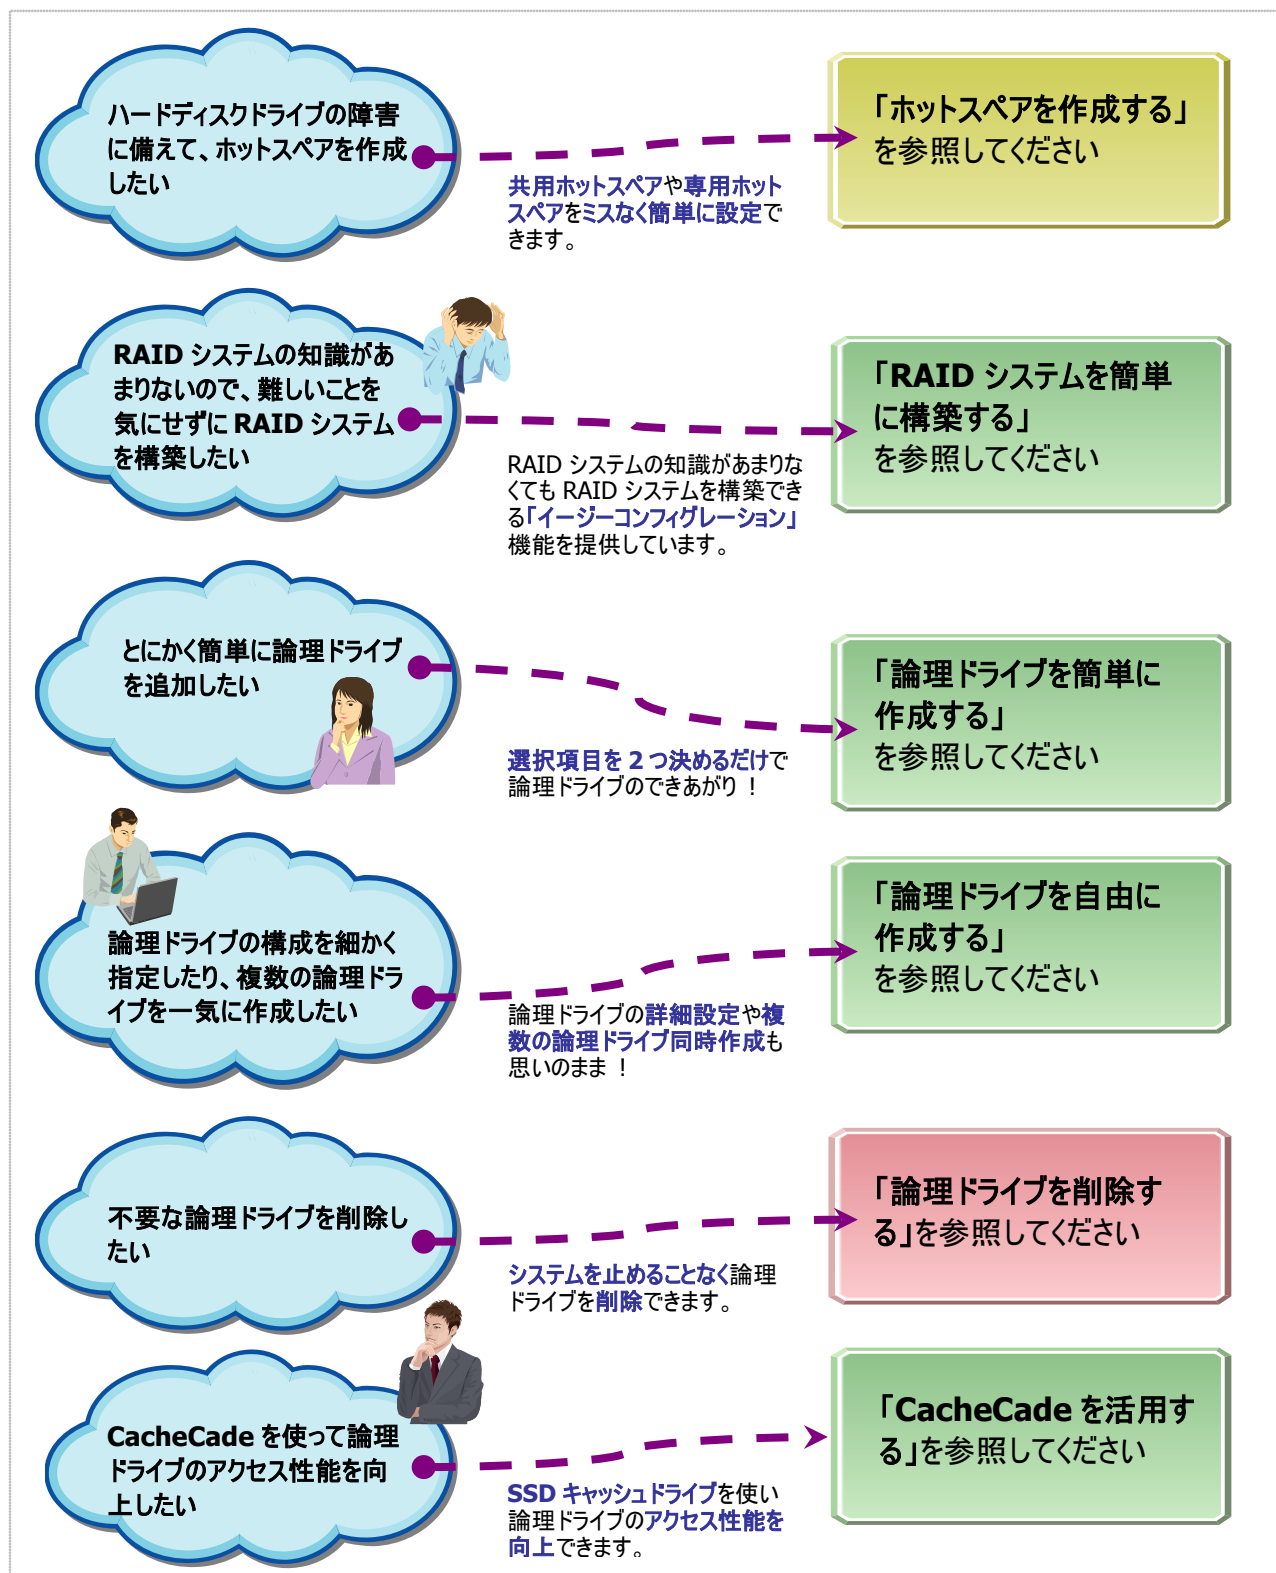 ハードディスクドライブの障害
に備えて、ホットスペアを作成
したい
共用ホットスペアや専用ホット
スペアをミスなく簡単に設定で
きます。
「ホットスペアを作成する」
を参照してください
RAID システムの知識があ
まりないので、難しいことを
気にせずに RAID システム
を構築したい
RAID システムの知識があまりな
くても RAID システムを構築でき
る「イージーコンフィグレーション」
機能を提供しています。
「RAID システムを簡単
に構築する」
を参照してください
とにかく簡単に論理ドライブ
を追加したい
選択項目を 2 つ決めるだけで
論理ドライブのできあがり！
「論理ドライブを簡単に
作成する」
を参照してください
論理ドライブの構成を細かく
指定したり、複数の論理ドラ
イブを一気に作成したい
論理ドライブの詳細設定や複
数の論理ドライブ同時作成も
思いのまま！
「論理ドライブを自由に
作成する」
を参照してください
不要な論理ドライブを削除し
たい
システムを止めることなく論理
ドライブを削除できます。
「論理ドライブを削除す
る」を参照してください
CacheCade を使って論理
ドライブのアクセス性能を向
上したい
SSD キャッシュドライブを使い
論理ドライブのアクセス性能を
向上できます。
「CacheCade を活用す
る」を参照してください